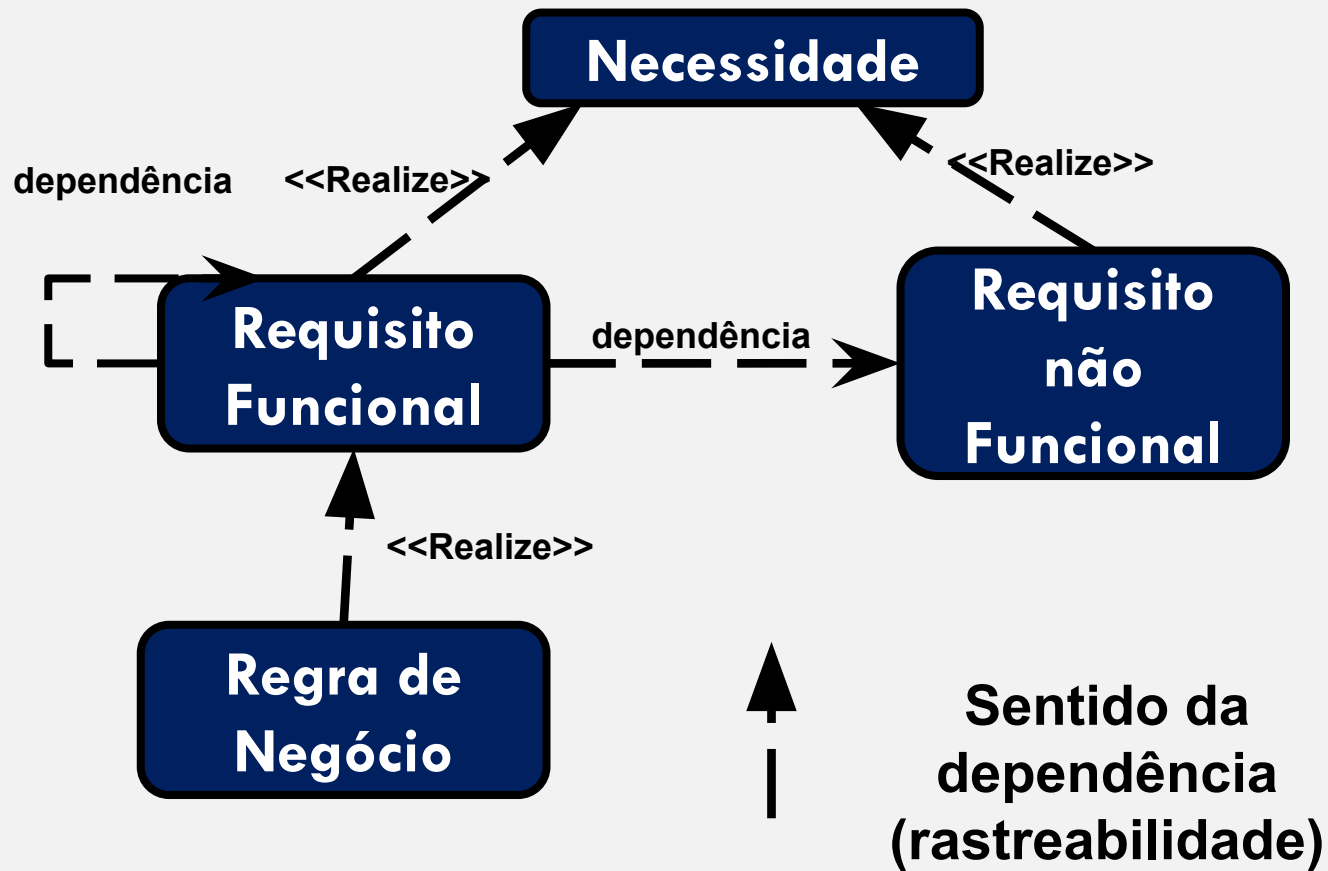 Necessidade
dependência
<<Realize>>
<<Realize>>
Requisito
Funcional
dependência
Requisito
não
Funcional
<<Realize>>
Regra de
Negócio
Sentido da
dependência
(rastreabilidade)